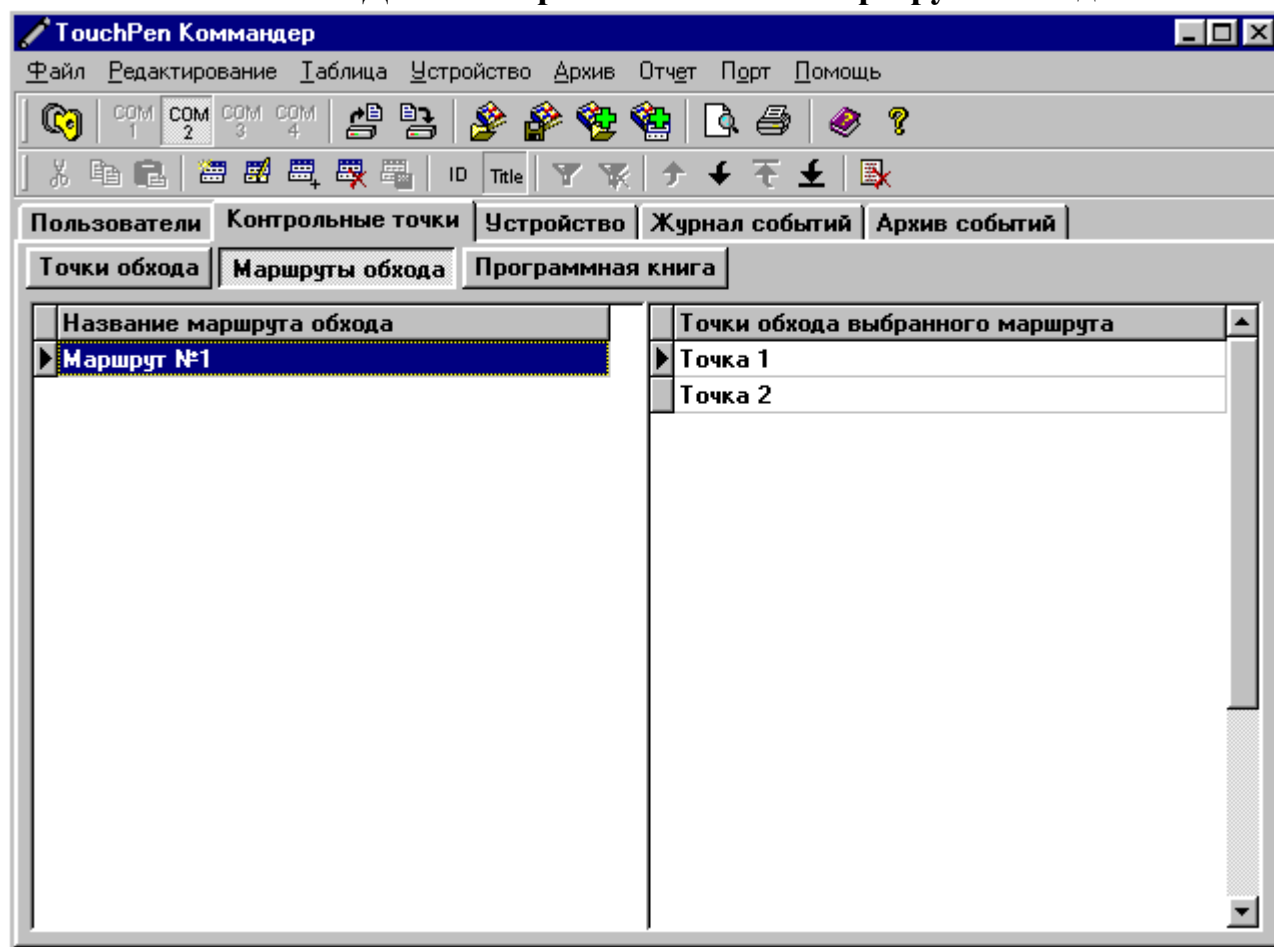 TouchPen Коммандер
Файл Редактирование Таблица Устройство Архив Отчет Порт Помощь
COM 1 COM 2 COM 3 COM 4
ID Title
Пользователи Контрольные точки Устройство Журнал событий Архив событий
Точки обхода Маршруты обхода Программная книга
Название маршрута обхода Точки обхода выбранного маршрута
Маршрут №1 Точка 1
Точка 2